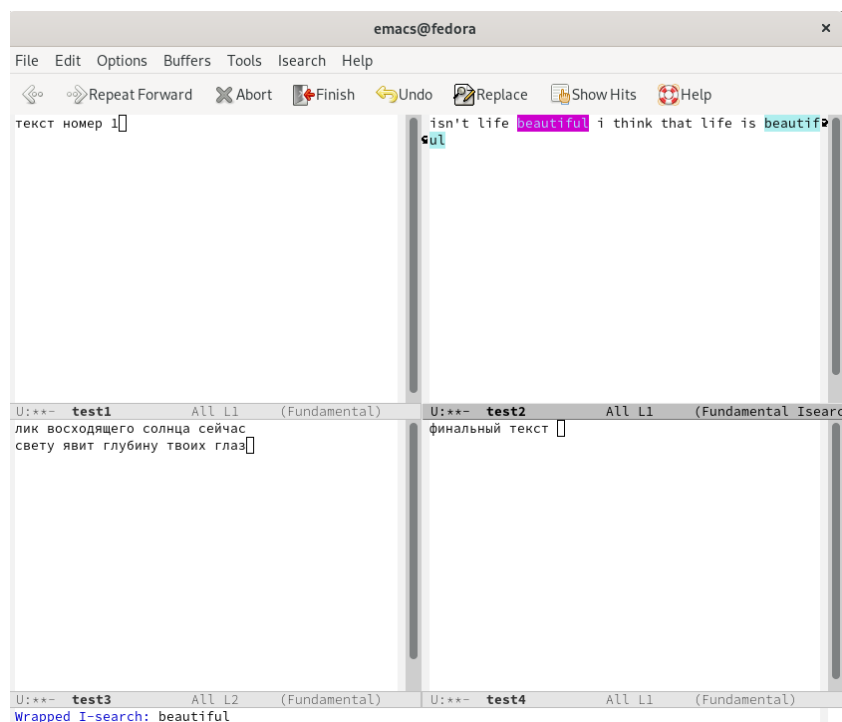 emacs@fedora ×
File Edit Options Buffers Tools Isearch Help
Repeat Forward Abort Finish Undo Replace Show Hits Help
текст номер 1
isn't life beautiful i think that life is beautif
ul
U:**- test1 All L1 (Fundamental)
U:**- test2 All L1 (Fundamental Isearc
лик восходящего солнца сейчас
свету явит глубину твоих глаз
финальный текст
U:**- test3 All L2 (Fundamental)
U:**- test4 All L1 (Fundamental)
Wrapped I-search: beautiful